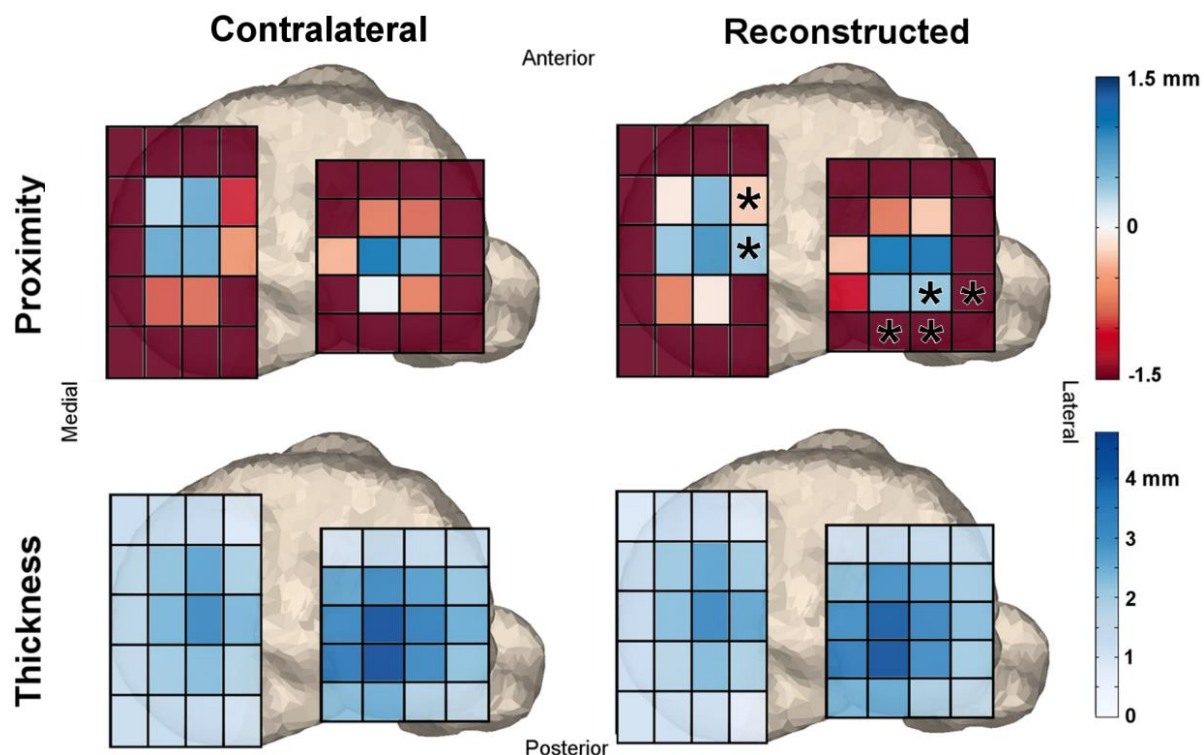 Contralateral
Reconstructed
Anterior
Proximity
1.5 mm
0
-1.5
*
*
* *
* *
Medial
Lateral
Thickness
4 mm
3
2
1
0
Posterior